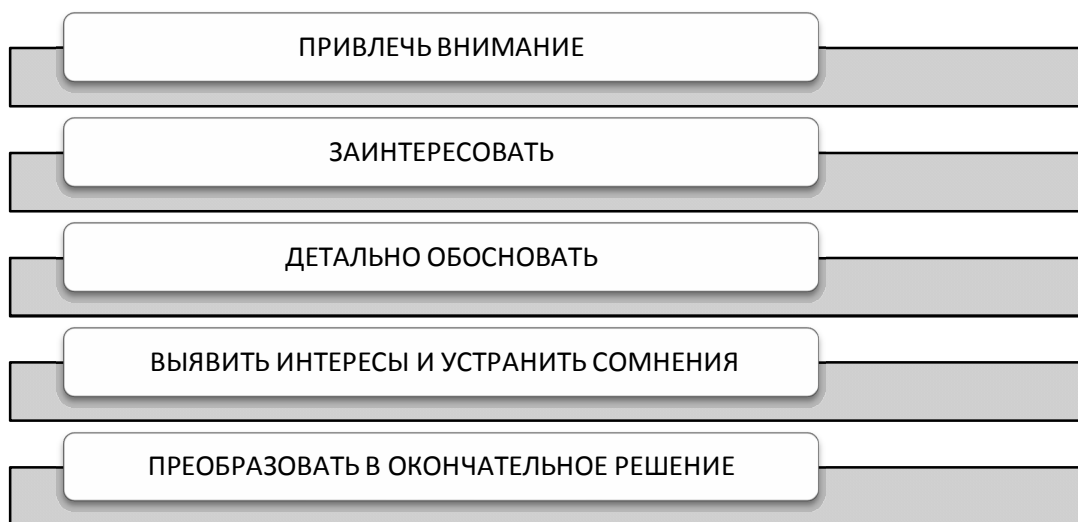 ПРИВЛЕЧЬ ВНИМАНИЕ
ЗАИНТЕРЕСОВАТЬ
ДЕТАЛЬНО ОБОСНОВАТЬ
ВЫЯВИТЬ ИНТЕРЕСЫ И УСТРАНИТЬ СОМНЕНИЯ
ПРЕОБРАЗОВАТЬ В ОКОНЧАТЕЛЬНОЕ РЕШЕНИЕ